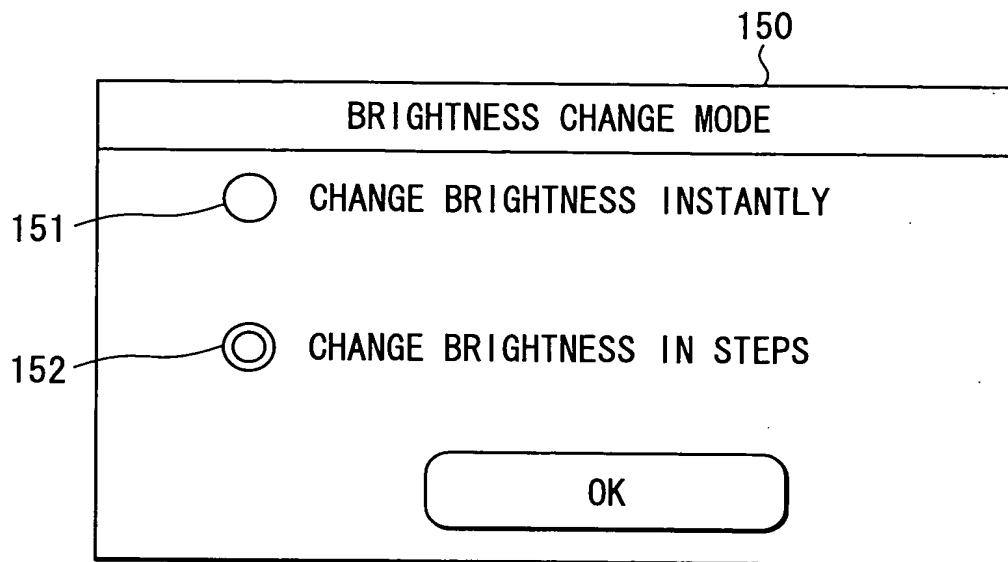 150
BRIGHTNESS CHANGE MODE
151
CHANGE BRIGHTNESS INSTANTLY
152
CHANGE BRIGHTNESS IN STEPS
OK